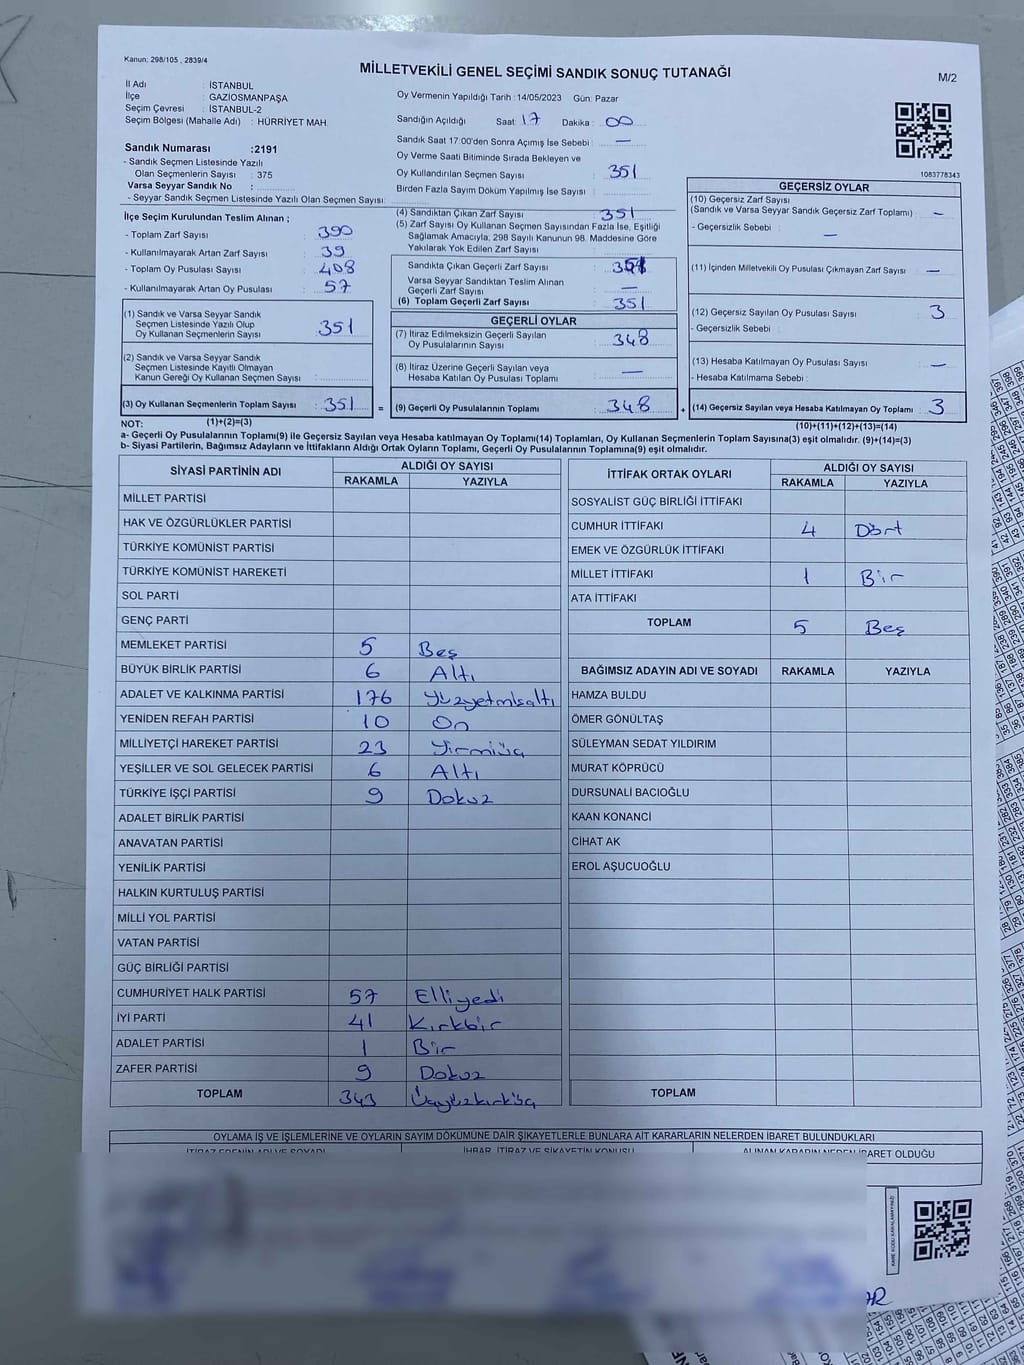 Kanun: 298/105 , 2839/4
MİLLETVEKİLİ GENEL SEÇİMİ SANDIK SONUÇ TUTANAĞI
M/2
İl Adı : İSTANBUL
İlçe : GAZİOSMANPAŞA
Seçim Çevresi : İSTANBUL-2
Seçim Bölgesi (Mahalle Adı) : HÜRRİYET MAH.
Sandık Numarası :2191
- Sandık Seçmen Listesinde Yazılı
Olan Seçmenlerin Sayısı : 375
Varsa Seyyar Sandık No :
- Seyyar Sandık Seçmen Listesinde Yazılı Olan Seçmen Sayısı:
Oy Vermenin Yapıldığı Tarih :14/05/2023 Gün: Pazar
Sandığın Açıldığı Saat: 17 Dakika : 00
Sandık Saat 17:00'den Sonra Açımış İse Sebebi : —
Oy Verme Saati Bitiminde Sırada Bekleyen ve
Oy Kullandırılan Seçmen Sayısı : 351
Birden Fazla Sayım Döküm Yapılmış İse Sayısı :
1083778343
İlçe Seçim Kurulundan Teslim Alınan ;
- Toplam Zarf Sayısı : 390
- Kullanılmayarak Artan Zarf Sayısı : 39
- Toplam Oy Pusulası Sayısı : 408
- Kullanılmayarak Artan Oy Pusulası : 57
(1) Sandık ve Varsa Seyyar Sandık
Seçmen Listesinde Yazılı Olup
Oy Kullanan Seçmenlerin Sayısı : 351
(2) Sandık ve Varsa Seyyar Sandık
Seçmen Listesinde Kayıtlı Olmayan
Kanun Gereği Oy Kullanan Seçmen Sayısı :
(3) Oy Kullanan Seçmenlerin Toplam Sayısı : 351 =
(4) Sandıktan Çıkan Zarf Sayısı : 351
(5) Zarf Sayısı Oy Kullanan Seçmen Sayısından Fazla İse, Eşitliği
Sağlamak Amacıyla, 298 Sayılı Kanunun 98. Maddesine Göre
Yakılarak Yok Edilen Zarf Sayısı :
Sandıkta Çıkan Geçerli Zarf Sayısı : 351
Varsa Seyyar Sandıktan Teslim Alınan
Geçerli Zarf Sayısı : —
(6) Toplam Geçerli Zarf Sayısı : 351
GEÇERLİ OYLAR
(7) İtiraz Edilmeksizin Geçerli Sayılan
Oy Pusulalarının Sayısı : 348
(8) İtiraz Üzerine Geçerli Sayılan veya
Hesaba Katılan Oy Pusulası Toplamı : —
(9) Geçerli Oy Pusulalarının Toplamı : 348 +
GEÇERSİZ OYLAR
(10) Geçersiz Zarf Sayısı
(Sandık ve Varsa Seyyar Sandık Geçersiz Zarf Toplamı) : —
- Geçersizlik Sebebi : —
(11) İçinden Milletvekili Oy Pusulası Çıkmayan Zarf Sayısı : —
(12) Geçersiz Sayılan Oy Pusulası Sayısı : 3
- Geçersizlik Sebebi :
(13) Hesaba Katılmayan Oy Pusulası Sayısı : —
- Hesaba Katılmama Sebebi :
(14) Geçersiz Sayılan veya Hesaba Katılmayan Oy Toplamı : 3
NOT: (1)+(2)=(3) (10)+(11)+(12)+(13)=(14)
a- Geçerli Oy Pusulalarının Toplamı(9) ile Geçersiz Sayılan veya Hesaba katılmayan Oy Toplamı(14) Toplamları, Oy Kullanan Seçmenlerin Toplam Sayısına(3) eşit olmalıdır. (9)+(14)=(3)
b- Siyasi Partilerin, Bağımsız Adayların ve İttifakların Aldığı Ortak Oyların Toplamı, Geçerli Oy Pusulalarının Toplamına(9) eşit olmalıdır.
SİYASİ PARTİNİN ADI ALDIĞI OY SAYISI
RAKAMLA YAZIYLA
MİLLET PARTİSİ
HAK VE ÖZGÜRLÜKLER PARTİSİ
TÜRKİYE KOMÜNİST PARTİSİ
TÜRKİYE KOMÜNİST HAREKETİ
SOL PARTİ
GENÇ PARTİ
MEMLEKET PARTİSİ 5 Beş
BÜYÜK BİRLİK PARTİSİ 6 Altı
ADALET VE KALKINMA PARTİSİ 176 Yüzyetmişaltı
YENİDEN REFAH PARTİSİ 10 On
MİLLİYETÇİ HAREKET PARTİSİ 23 Yirmiüç
YEŞİLLER VE SOL GELECEK PARTİSİ 6 Altı
TÜRKİYE İŞÇİ PARTİSİ 9 Dokuz
ADALET BİRLİK PARTİSİ
ANAVATAN PARTİSİ
YENİLİK PARTİSİ
HALKIN KURTULUŞ PARTİSİ
MİLLİ YOL PARTİSİ
VATAN PARTİSİ
GÜÇ BİRLİĞİ PARTİSİ
CUMHURİYET HALK PARTİSİ 57 Elliyedi
İYİ PARTİ 41 Kırkbir
ADALET PARTİSİ 1 Bir
ZAFER PARTİSİ 9 Dokuz
TOPLAM 343 Üçyüzkırküç
İTTİFAK ORTAK OYLARI ALDIĞI OY SAYISI
RAKAMLA YAZIYLA
SOSYALİST GÜÇ BİRLİĞİ İTTİFAKI
CUMHUR İTTİFAKI 4 Dört
EMEK VE ÖZGÜRLÜK İTTİFAKI
MİLLET İTTİFAKI 1 Bir
ATA İTTİFAKI
TOPLAM 5 Beş
BAĞIMSIZ ADAYIN ADI VE SOYADI RAKAMLA YAZIYLA
HAMZA BULDU
ÖMER GÖNÜLTAŞ
SÜLEYMAN SEDAT YILDIRIM
MURAT KÖPRÜCÜ
DURSUNALİ BACIOĞLU
KAAN KONANCİ
CİHAT AK
EROL AŞUCUOĞLU
TOPLAM
OYLAMA İŞ VE İŞLEMLERİNE VE OYLARIN SAYIM DÖKÜMÜNE DAİR ŞİKAYETLERLE BUNLARA AİT KARARLARIN NELERDEN İBARET BULUNDUKLARI
İTİRAZ EDENİN ADI VE SOYADI İHBAR, İTİRAZ VE ŞİKAYETİN KONUSU ALINAN KARARIN NEDEN İBARET OLDUĞU
KARE KODU KARALAMAYINIZ!